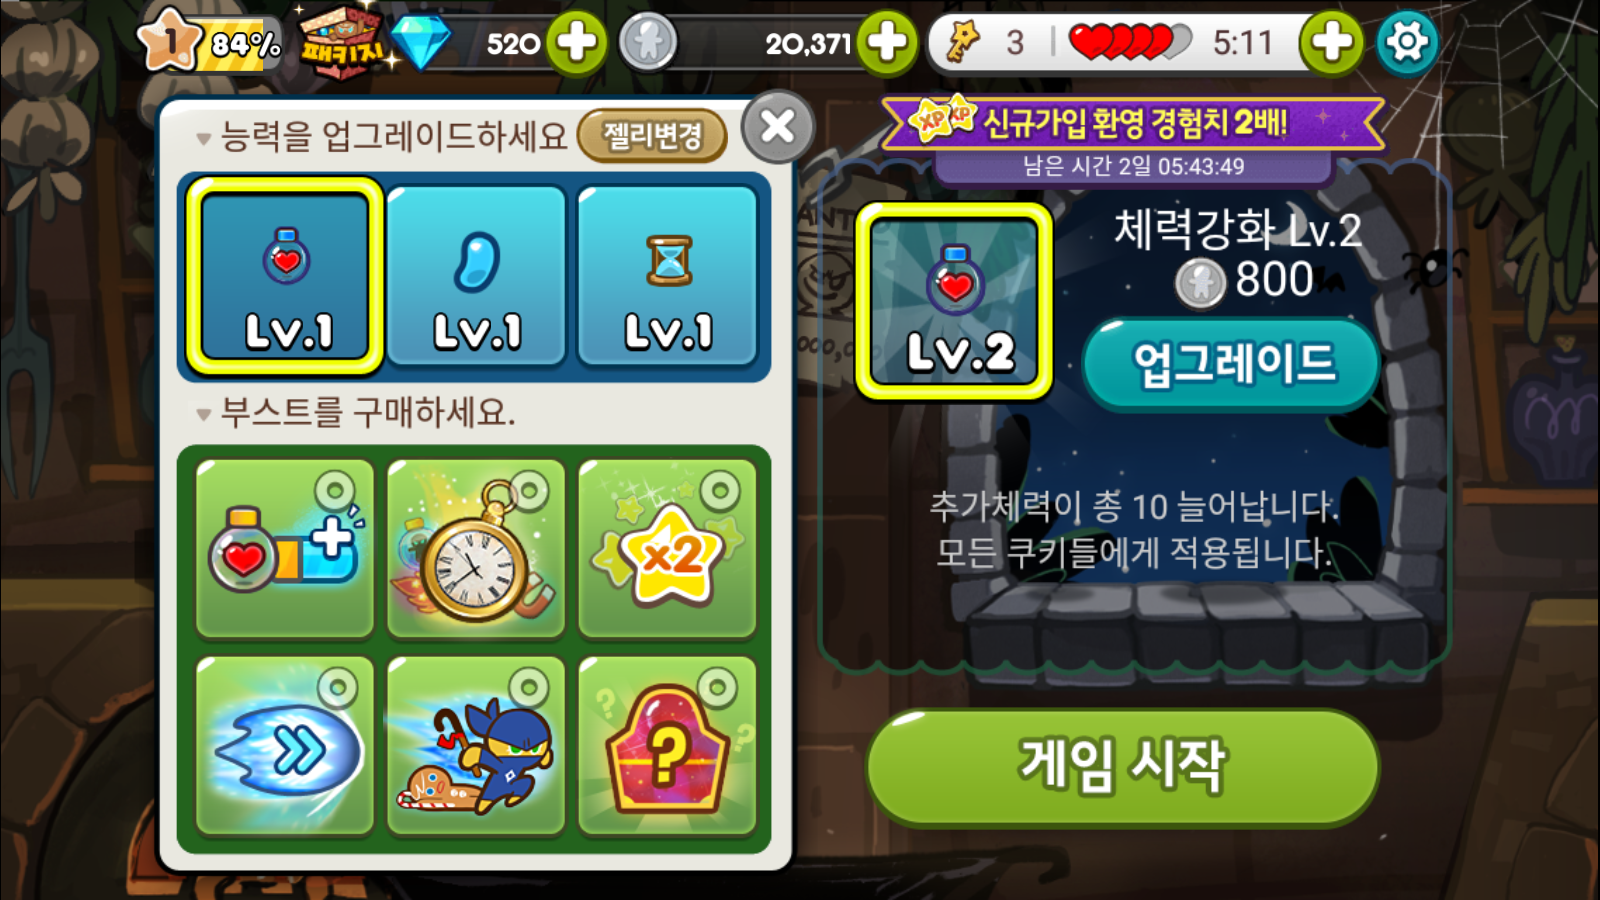 1 84% 패키지 520 20,371 3 5:11
능력을 업그레이드하세요 젤리변경
Lv.1 Lv.1 Lv.1
부스트를 구매하세요.
x2
?
XP XP 신규가입 환영 경험치 2배!
남은 시간 2일 05:43:49
체력강화 Lv.2
800
Lv.2
업그레이드
추가체력이 총 10 늘어납니다.
모든 쿠키들에게 적용됩니다.
게임 시작